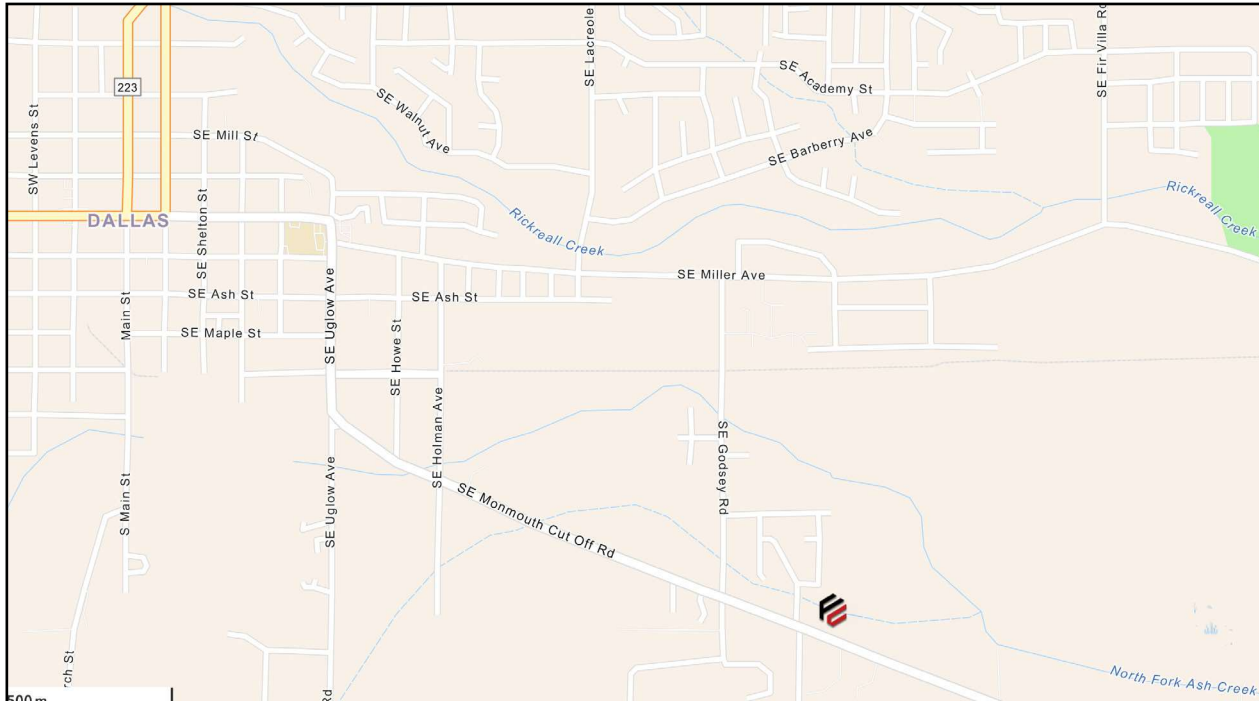 SE Lacreole
SE Fir Villa Rd
SE Academy St
223
SE Walnut Ave
SW Levens St
SE Mill St
SE Barberry Ave
DALLAS
SE Shelton St
Rickreall Creek
Rickreall Creek
SE Miller Ave
SE Ash St
SE Ash St
Main St
SE Maple St
SE Uglow Ave
SE Howe St
SE Holman Ave
SE Godsey Rd
S Main St
SE Uglow Ave
SE Monmouth Cut Off Rd
North Fork Ash Creek
rch St
Rd
500 m